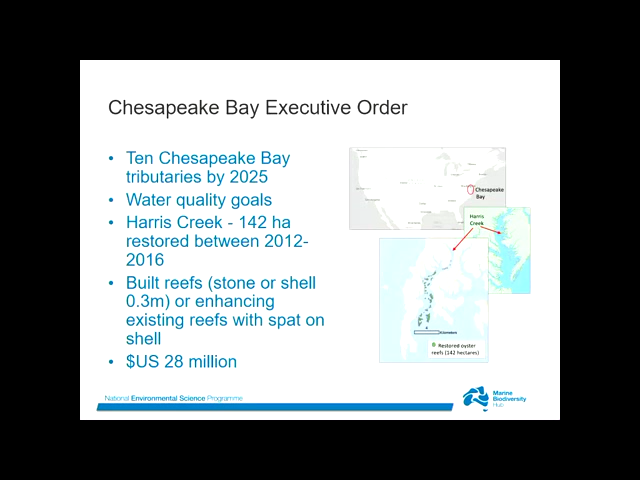 Chesapeake Bay Executive Order
• Ten Chesapeake Bay
tributaries by 2025
• Water quality goals
• Harris Creek - 142 ha
restored between 2012-
2016
• Built reefs (stone or shell
0.3m) or enhancing
existing reefs with spat on
shell
• $US 28 million
Chesapeake
Bay
Harris
Creek
Restored oyster
reefs (142 hectares)
National Environmental Science Programme
Marine
Biodiversity
Hub